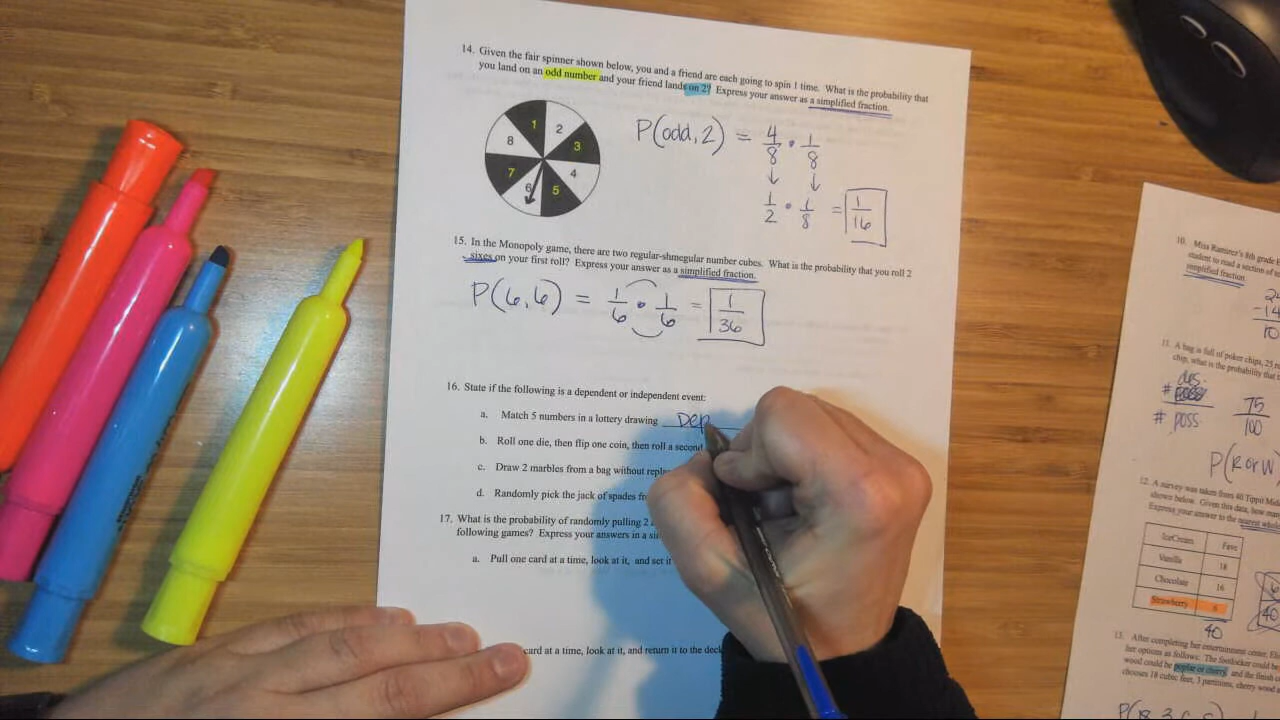 14. Given the fair spinner shown below, you and a friend are each going to spin 1 time. What is the probability that
you land on an odd number and your friend lands on 2? Express your answer as a simplified fraction.
1
2
3
4
5
6
7
8
P(odd, 2) = 4/8 • 1/8
↓ ↓
1/2 • 1/8 = 1/16
15. In the Monopoly game, there are two regular-shmegular number cubes. What is the probability that you roll 2
sixes on your first roll? Express your answer as a simplified fraction.
P(6,6) = 1/6 • 1/6 = 1/36
16. State if the following is a dependent or independent event:
a. Match 5 numbers in a lottery drawing Dep
b. Roll one die, then flip one coin, then roll a second
c. Draw 2 marbles from a bag without
d. Randomly pick the jack of spades
17. What is the probability of randomly pulling 2
following games? Express your answers in a
a. Pull one card at a time, look at it, and set it
card at a time, look at it, and return it to the deck
10. Miss Ramirez's 8th grade
student to read a section of
simplified fraction
-14
10
11. A bag is full of poker chips, 25
chip, what is the probability that
# des.
# poss
75/100
P(R or W)
12. A survey was taken from 40 Tippit
shown below. Given this data, how
Express your answer to the nearest
IceCream Fave
Vanilla 18
Chocolate 16
Strawberry 6
40
6
40
13. After completing her entertainment center,
her options as follows: The footlocker could be
wood could be poplar or cherry, and the finish
chooses 18 cubic feet, 3 partitions, cherry wood